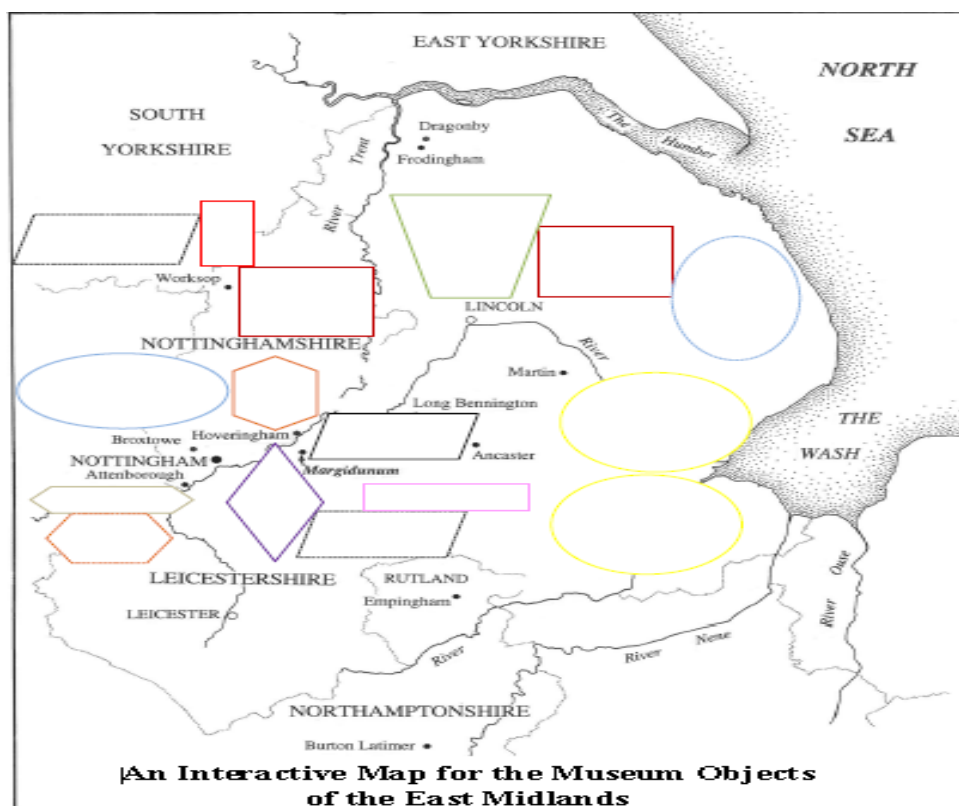 EAST YORKSHIRE
NORTH
SEA
SOUTH
YORKSHIRE
The
Humber
Dragonby
Frodingham
Trent
River
Worksop
LINCOLN
NOTTINGHAMSHIRE
River
Martin
Long Bennington
THE
WASH
Broxtowe
Hoveringham
Ancaster
NOTTINGHAM
Margidunum
Attenborough
LEICESTERSHIRE
RUTLAND
Empingham
LEICESTER
River
Ouse
River
River
Nene
NORTHAMPTONSHIRE
Burton Latimer
An Interactive Map for the Museum Objects
of the East Midlands